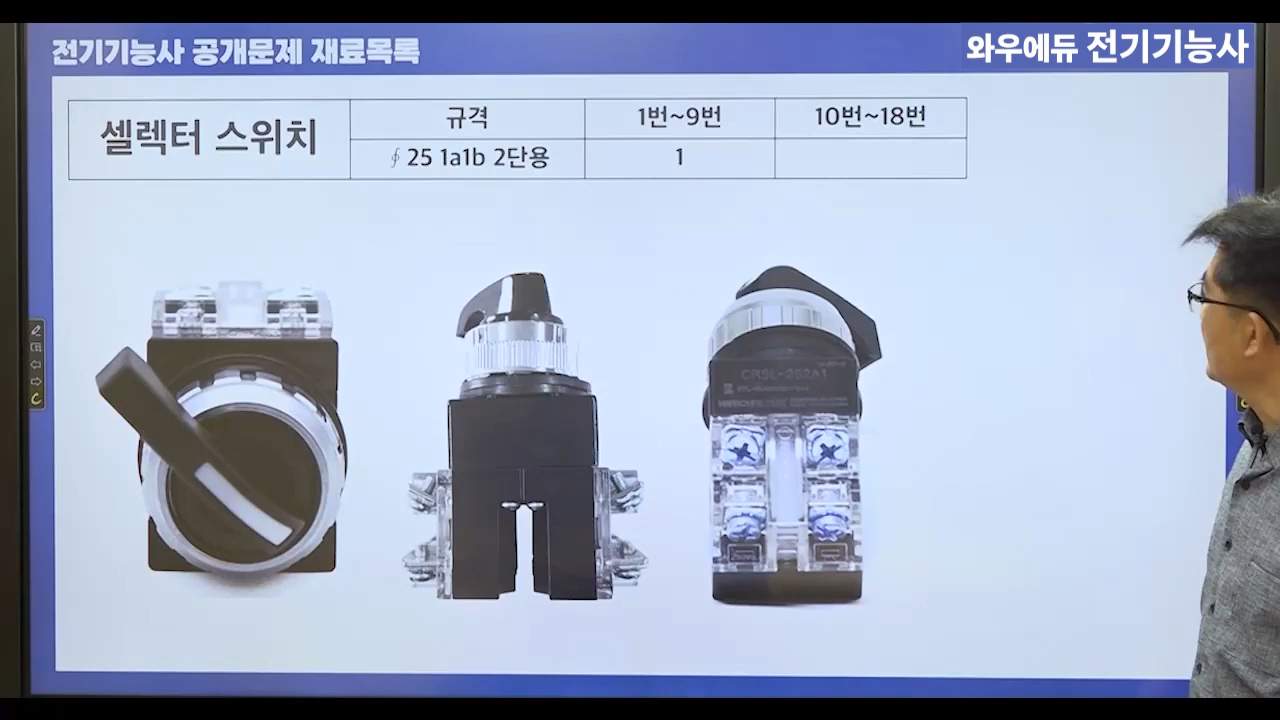 전기기능사 공개문제 재료목록
와우에듀 전기기능사
셀렉터 스위치
규격
1번~9번
10번~18번
∮ 25 1a1b 2단용
1
CRSL-252A1